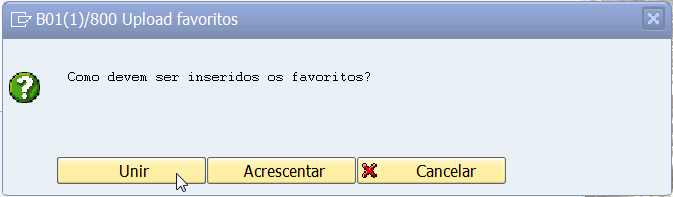 B01(1)/800 Upload favoritos
Como devem ser inseridos os favoritos?
Unir
Acrescentar
Cancelar